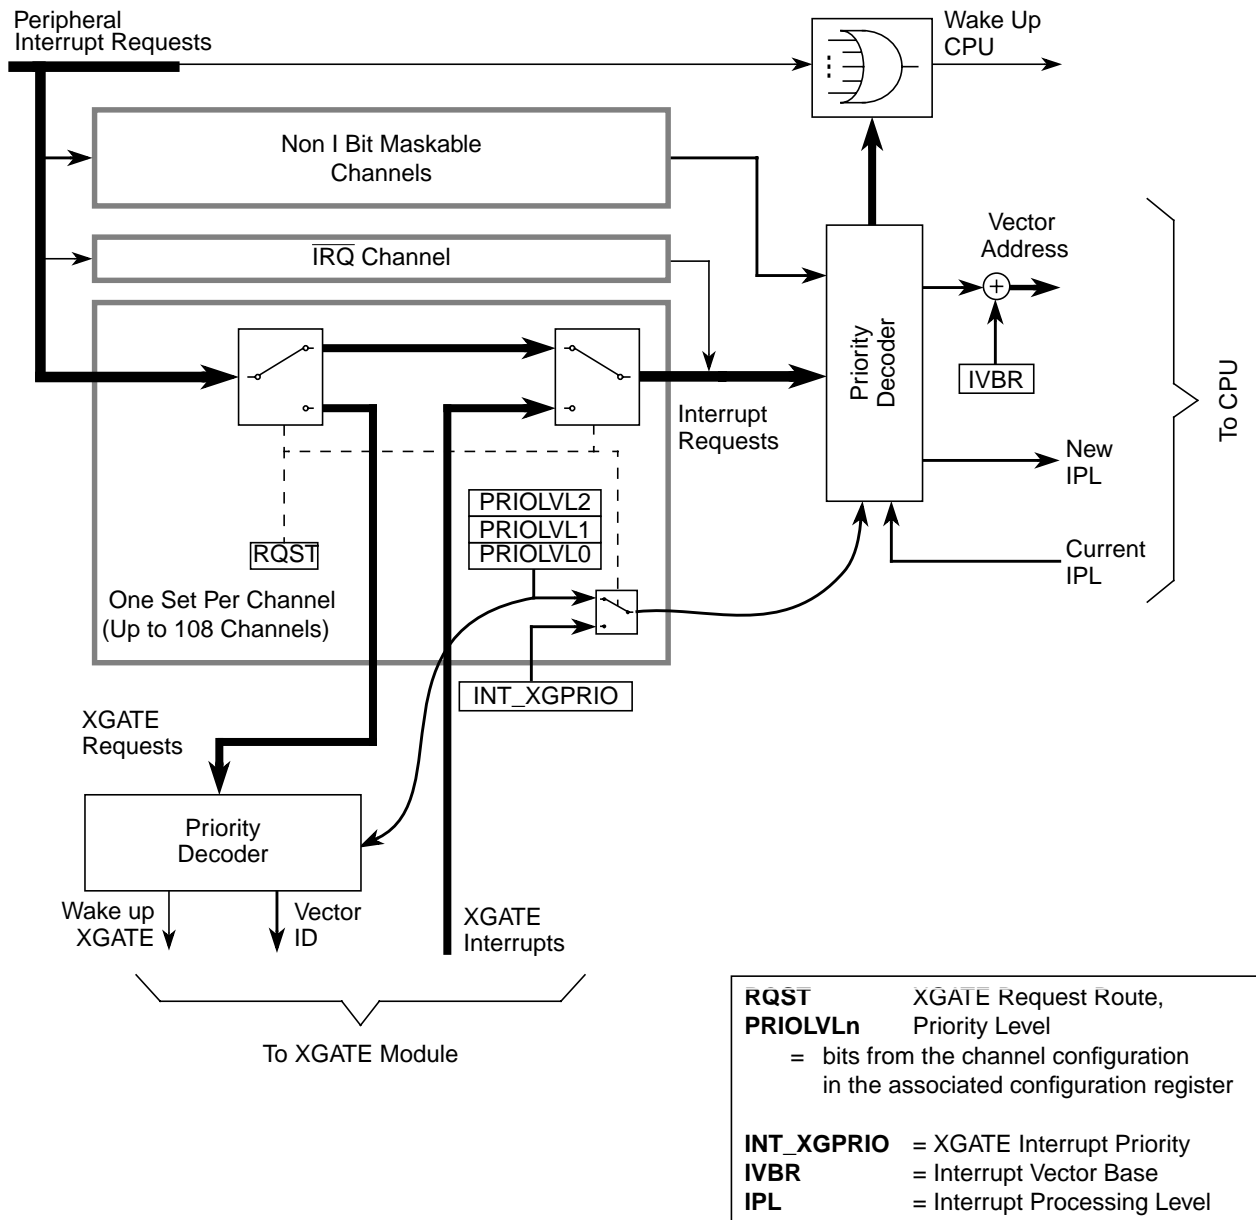 Peripheral
Interrupt Requests
Wake Up
CPU
Non I Bit Maskable
Channels
IRQ Channel
Vector
Address
Priority
Decoder
IVBR
To CPU
Interrupt
Requests
New
IPL
PRIOLVL2
PRIOLVL1
PRIOLVL0
RQST
Current
IPL
One Set Per Channel
(Up to 108 Channels)
INT_XGPRIO
XGATE
Requests
Priority
Decoder
Wake up
XGATE
Vector
ID
XGATE
Interrupts
To XGATE Module
RQST XGATE Request Route,
PRIOLVLn Priority Level
= bits from the channel configuration
in the associated configuration register
INT_XGPRIO = XGATE Interrupt Priority
IVBR = Interrupt Vector Base
IPL = Interrupt Processing Level